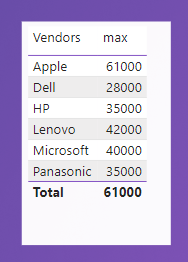 Vendors max
Apple 61000
Dell 28000
HP 35000
Lenovo 42000
Microsoft 40000
Panasonic 35000
Total 61000